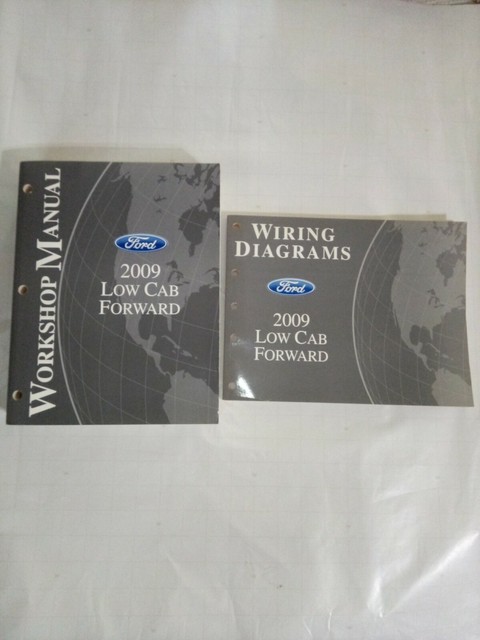 WORKSHOP MANUAL
Ford
2009
LOW CAB
FORWARD
WIRING
DIAGRAMS
Ford
2009
LOW CAB
FORWARD